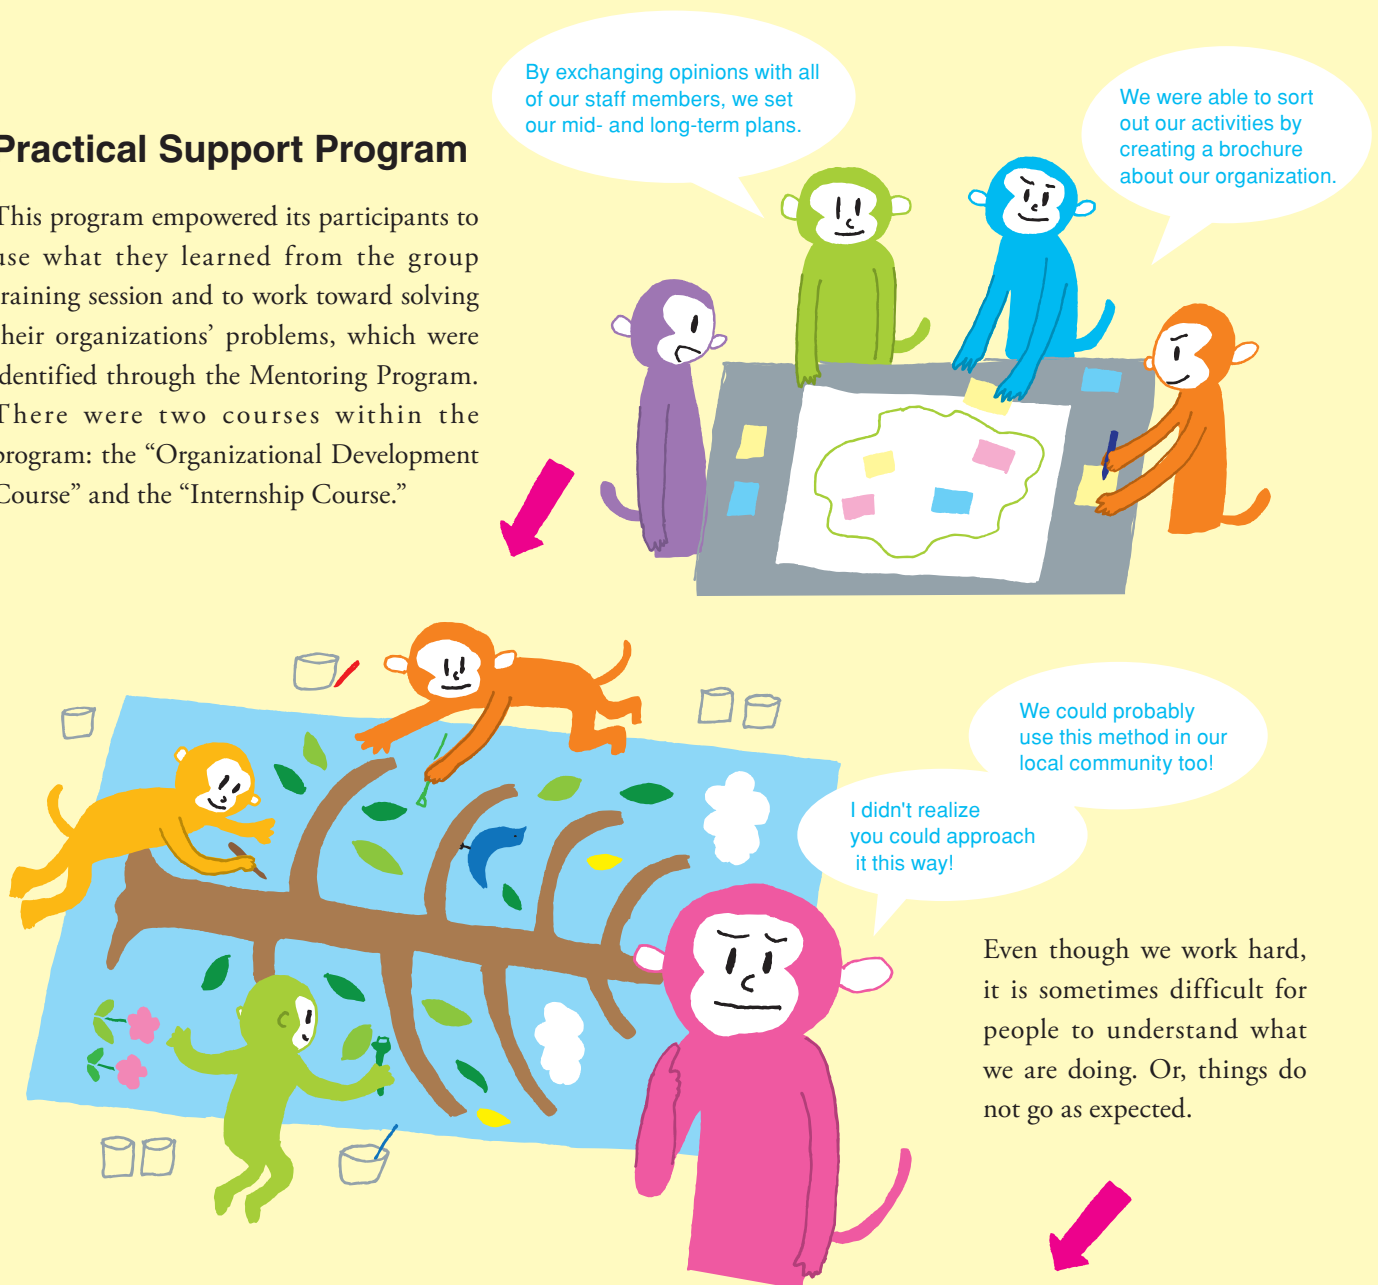 Practical Support Program
This program empowered its participants to
use what they learned from the group
training session and to work toward solving
their organizations’ problems, which were
identified through the Mentoring Program.
There were two courses within the
program: the “Organizational Development
Course” and the “Internship Course.”
By exchanging opinions with all
of our staff members, we set
our mid- and long-term plans.
We were able to sort
out our activities by
creating a brochure
about our organization.
We could probably
use this method in our
local community too!
I didn't realize
you could approach
it this way!
Even though we work hard,
it is sometimes difficult for
people to understand what
we are doing. Or, things do
not go as expected.